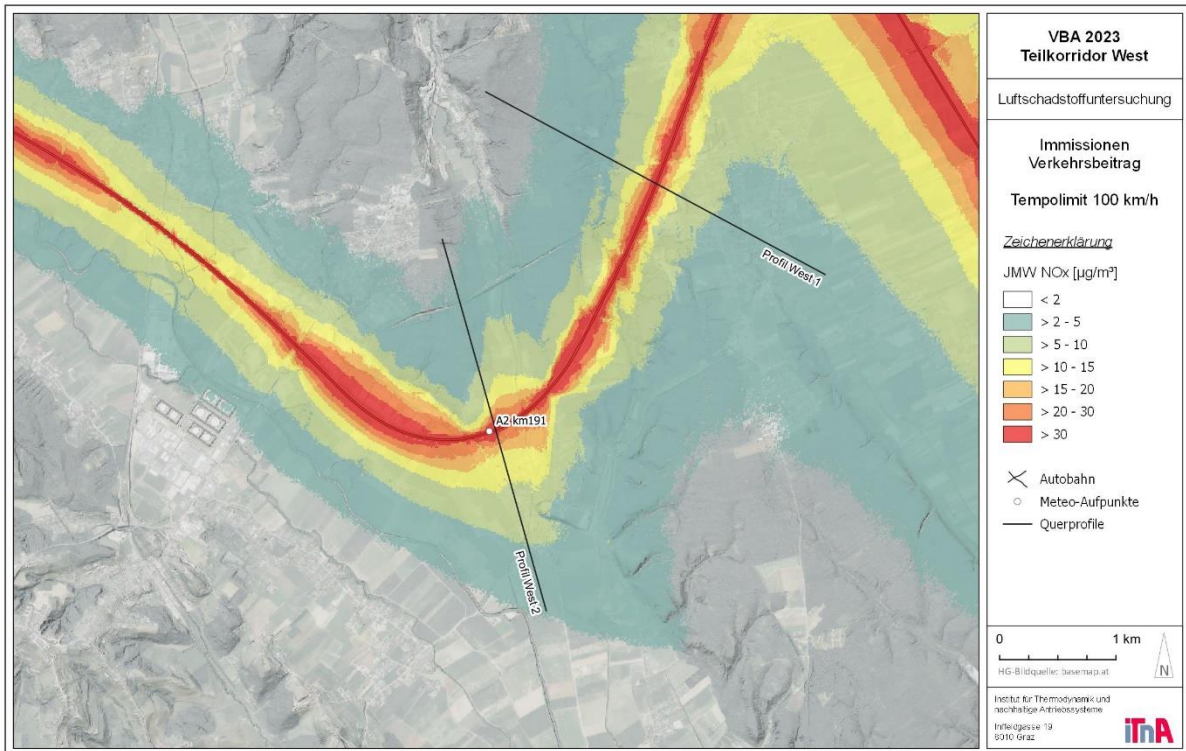 VBA 2023
Teilkorridor West
Luftschadstoffuntersuchung
Immissionen
Verkehrsbeitrag
Tempolimit 100 km/h
Zeichenerklärung
JMW NOx [µg/m³]
< 2
> 2 - 5
> 5 - 10
> 10 - 15
> 15 - 20
> 20 - 30
> 30
Autobahn
Meteo-Aufpunkte
Querprofile
0 1 km
HG-Bildquelle: basemap.at
N
Institut für Thermodynamik und
nachhaltige Antriebssysteme
Inffeldgasse 19
8010 Graz
iTnA
Profil West 1
A2 km191
Profil West 2